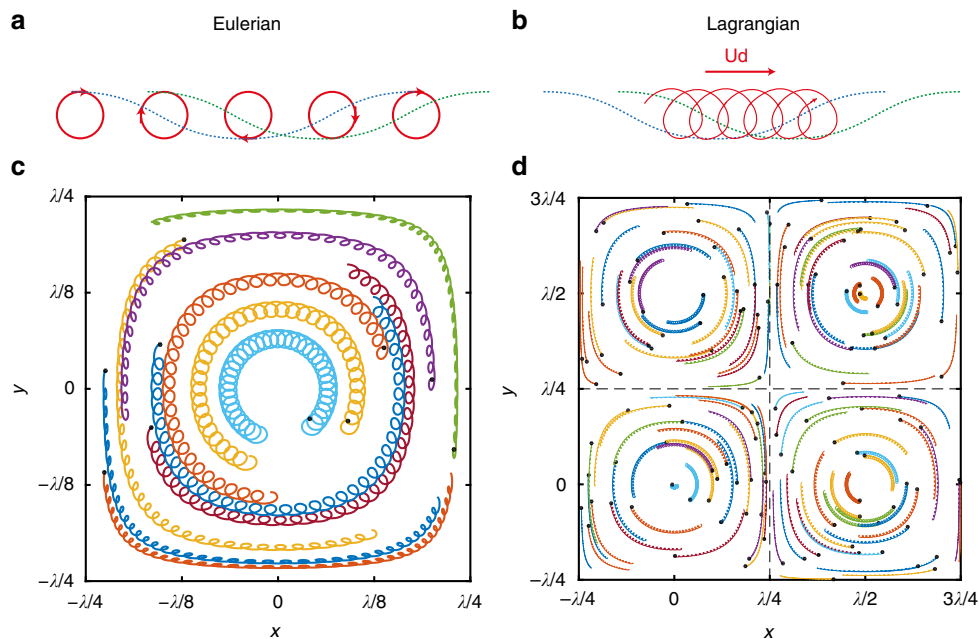 a Eulerian
b Lagrangian
Ud
c
λ/4
λ/8
y
0
−λ/8
−λ/4
−λ/4 −λ/8 0 λ/8 λ/4
x
d
3λ/4
λ/2
y
λ/4
0
−λ/4
−λ/4 0 λ/4 λ/2 3λ/4
x